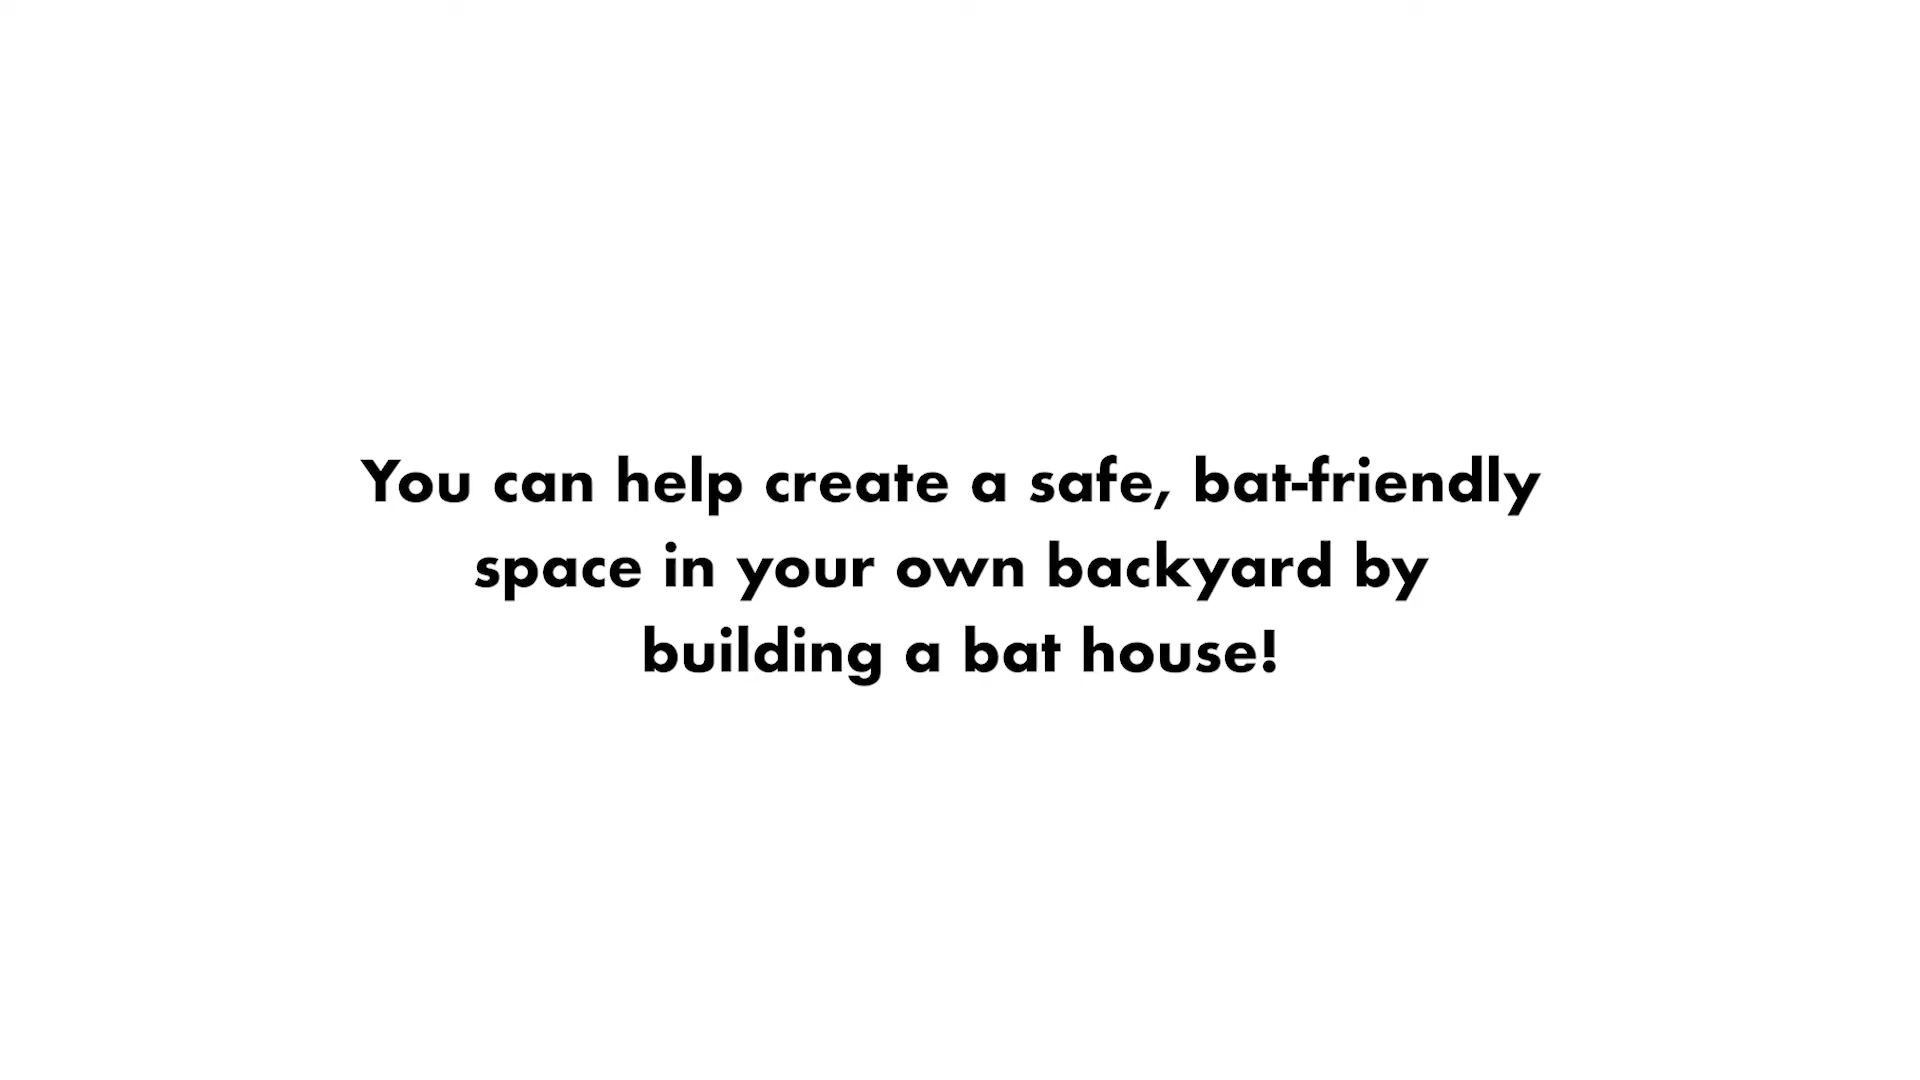 You can help create a safe, bat-friendly
space in your own backyard by
building a bat house!